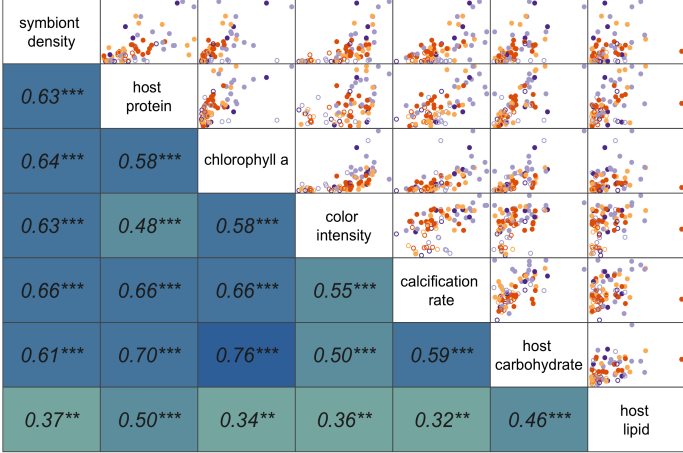 symbiont
density
0.63***
host
protein
0.64***
0.58***
chlorophyll a
0.63***
0.48***
0.58***
color
intensity
0.66***
0.66***
0.66***
0.55***
calcification
rate
0.61***
0.70***
0.76***
0.50***
0.59***
host
carbohydrate
0.37**
0.50***
0.34**
0.36**
0.32**
0.46***
host
lipid